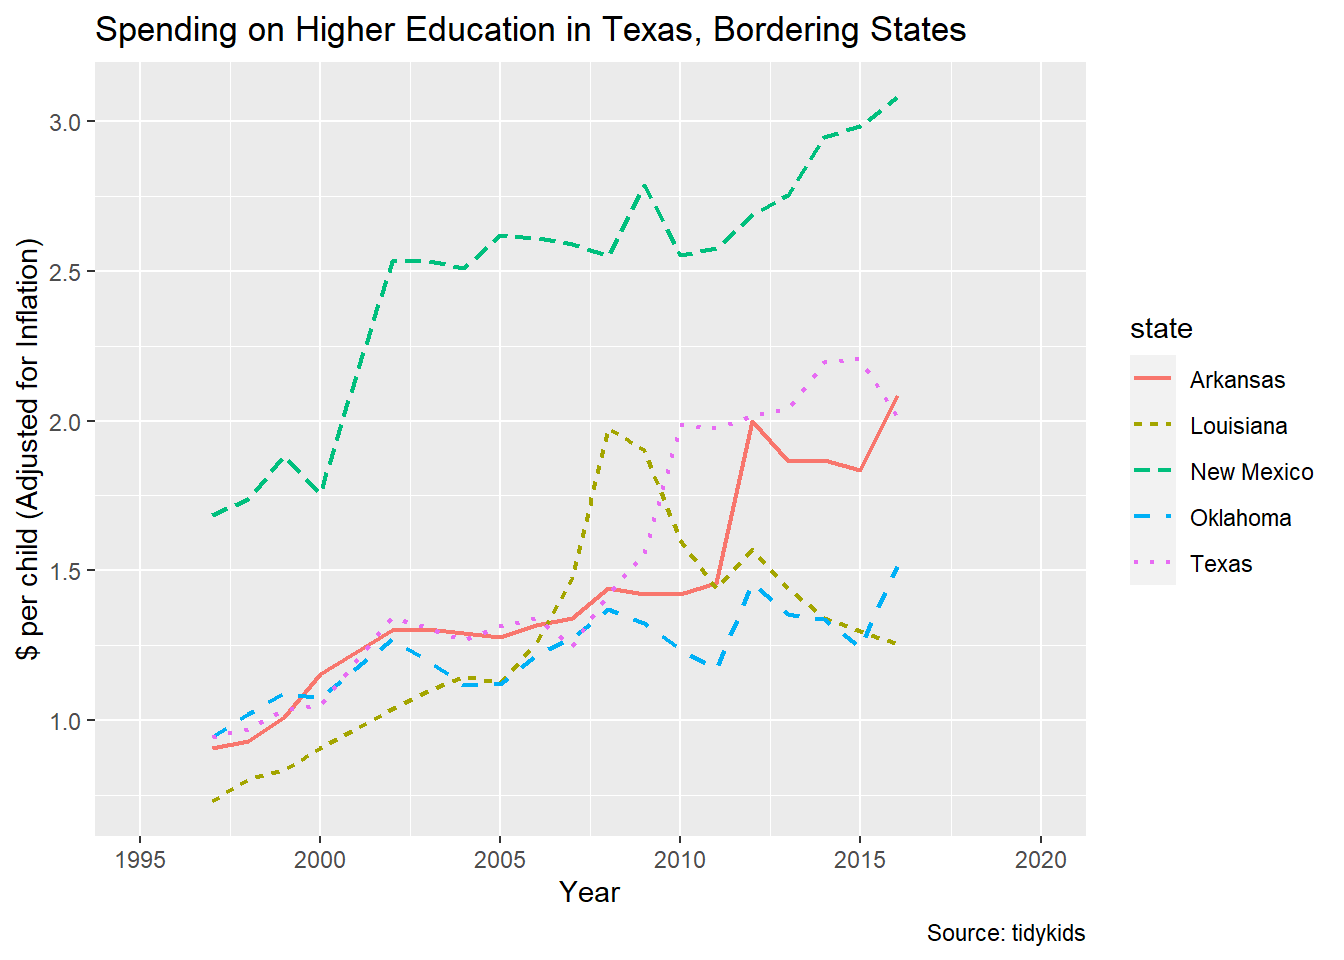 Spending on Higher Education in Texas, Bordering States
3.0
2.5
2.0
1.5
1.0
$ per child (Adjusted for Inflation)
1995 2000 2005 2010 2015 2020
Year
state
Arkansas
Louisiana
New Mexico
Oklahoma
Texas
Source: tidykids